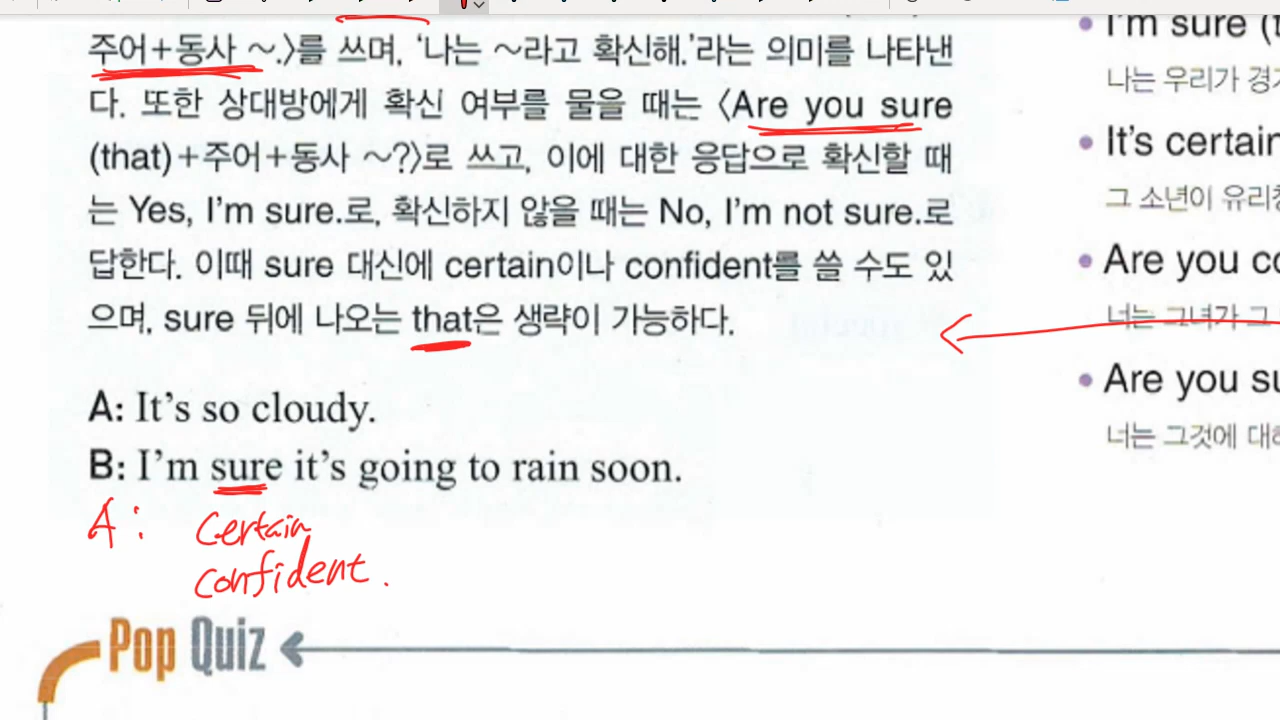 주어+동사 ~.〉를 쓰며, ‘나는 ~라고 확신해.’라는 의미를 나타낸
다. 또한 상대방에게 확신 여부를 물을 때는 〈Are you sure
(that)+주어+동사 ~?〉로 쓰고, 이에 대한 응답으로 확신할 때
는 Yes, I’m sure.로, 확신하지 않을 때는 No, I’m not sure.로
답한다. 이때 sure 대신에 certain이나 confident를 쓸 수도 있
으며, sure 뒤에 나오는 that은 생략이 가능하다.
A: It’s so cloudy.
B: I’m sure it’s going to rain soon.
A: certain
confident.
Pop Quiz
• I’m sure
나는 우리가
• It’s certain
그 소년이
• Are you
너는 그녀가 그
• Are you
너는 그것에